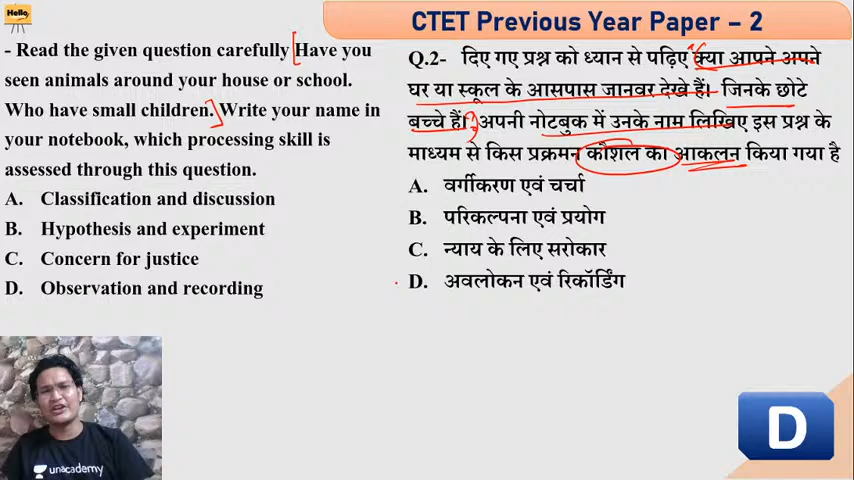 Hello
CTET Previous Year Paper – 2
- Read the given question carefully Have you
seen animals around your house or school.
Who have small children. Write your name in
your notebook, which processing skill is
assessed through this question.
A. Classification and discussion
B. Hypothesis and experiment
C. Concern for justice
D. Observation and recording
Q.2- दिए गए प्रश्न को ध्यान से पढ़िए क्या आपने अपने
घर या स्कूल के आसपास जानवर देखे हैं। जिनके छोटे
बच्चे हैं। अपनी नोटबुक में उनके नाम लिखिए इस प्रश्न के
माध्यम से किस प्रक्रमन कौशल का आकलन किया गया है
A. वर्गीकरण एवं चर्चा
B. परिकल्पना एवं प्रयोग
C. न्याय के लिए सरोकार
D. अवलोकन एवं रिकॉर्डिंग
unacademy
D